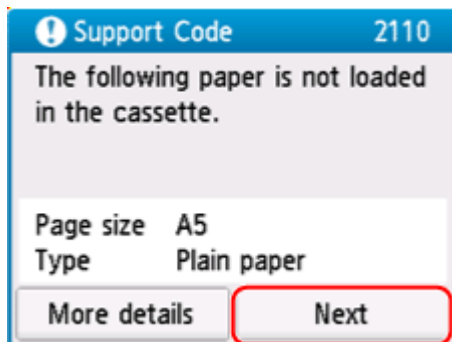 Support Code 2110
The following paper is not loaded
in the cassette.
Page size A5
Type Plain paper
More details Next